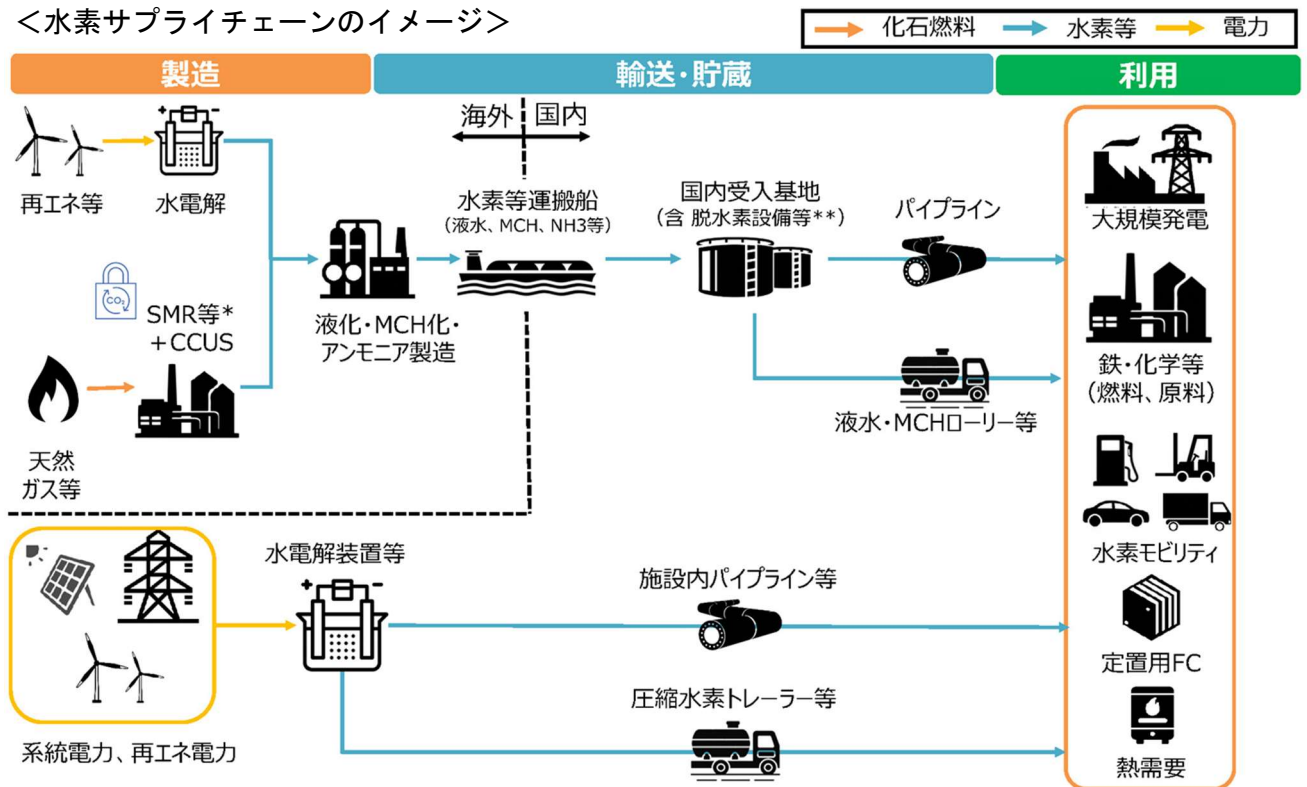 <水素サプライチェーンのイメージ>
化石燃料
水素等
電力
製造
輸送・貯蔵
利用
海外
国内
再エネ等
水電解
水素等運搬船
(液水、MCH、NH3等)
国内受入基地
(含 脱水素設備等**)
パイプライン
大規模発電
CO₂
SMR等*
+CCUS
液化・MCH化・
アンモニア製造
鉄・化学等
(燃料、原料)
液水・MCHローリー等
天然
ガス等
水電解装置等
施設内パイプライン等
水素モビリティ
定置用FC
圧縮水素トレーラー等
系統電力、再エネ電力
熱需要